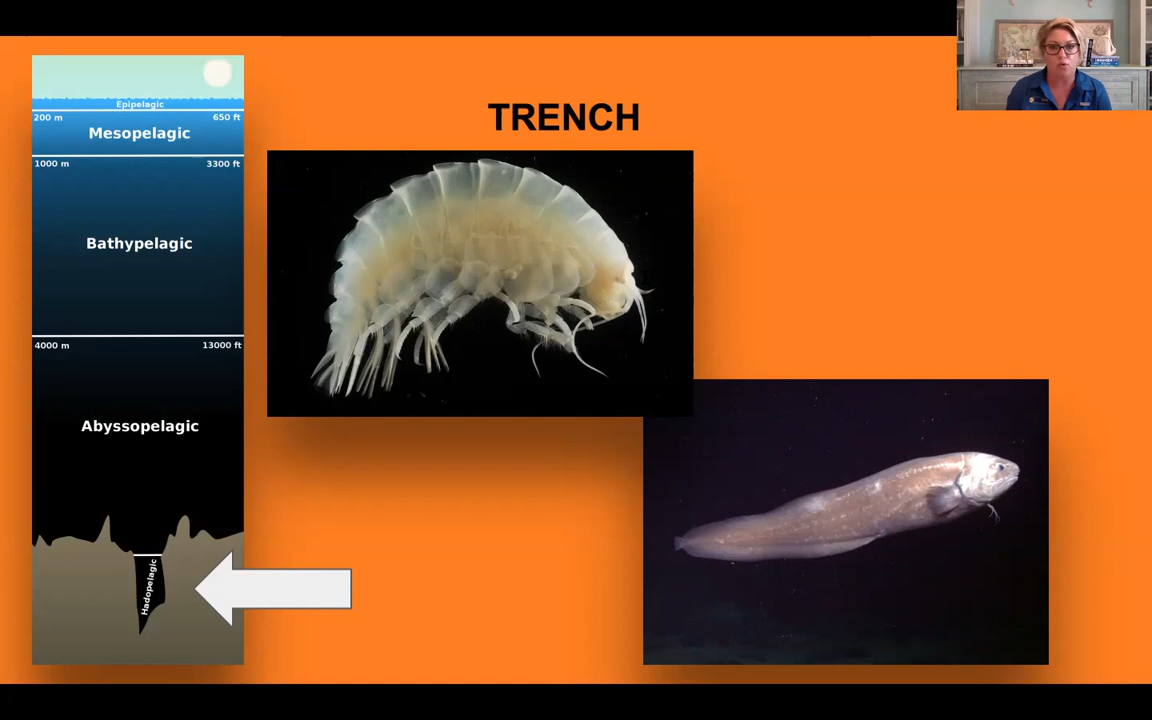 TRENCH
Epipelagic
200 m 650 ft
Mesopelagic
1000 m 3300 ft
Bathypelagic
4000 m 13000 ft
Abyssopelagic
Hadopelagic